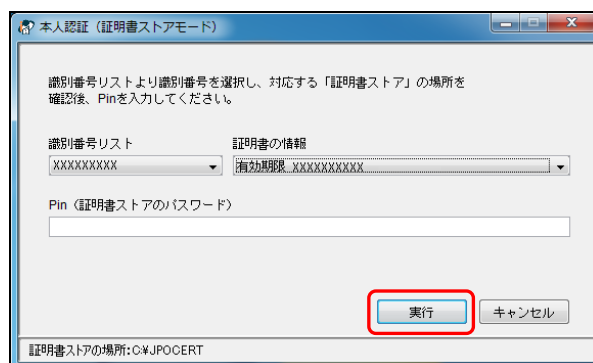 本人認証（証明書ストアモード）
識別番号リストより識別番号を選択し、対応する「証明書ストア」の場所を
確認後、Pinを入力してください。
識別番号リスト 証明書の情報
XXXXXXXXX 有効期限 XXXXXXXXXX
Pin（証明書ストアのパスワード）
実行 キャンセル
証明書ストアの場所:C:¥JPOCERT